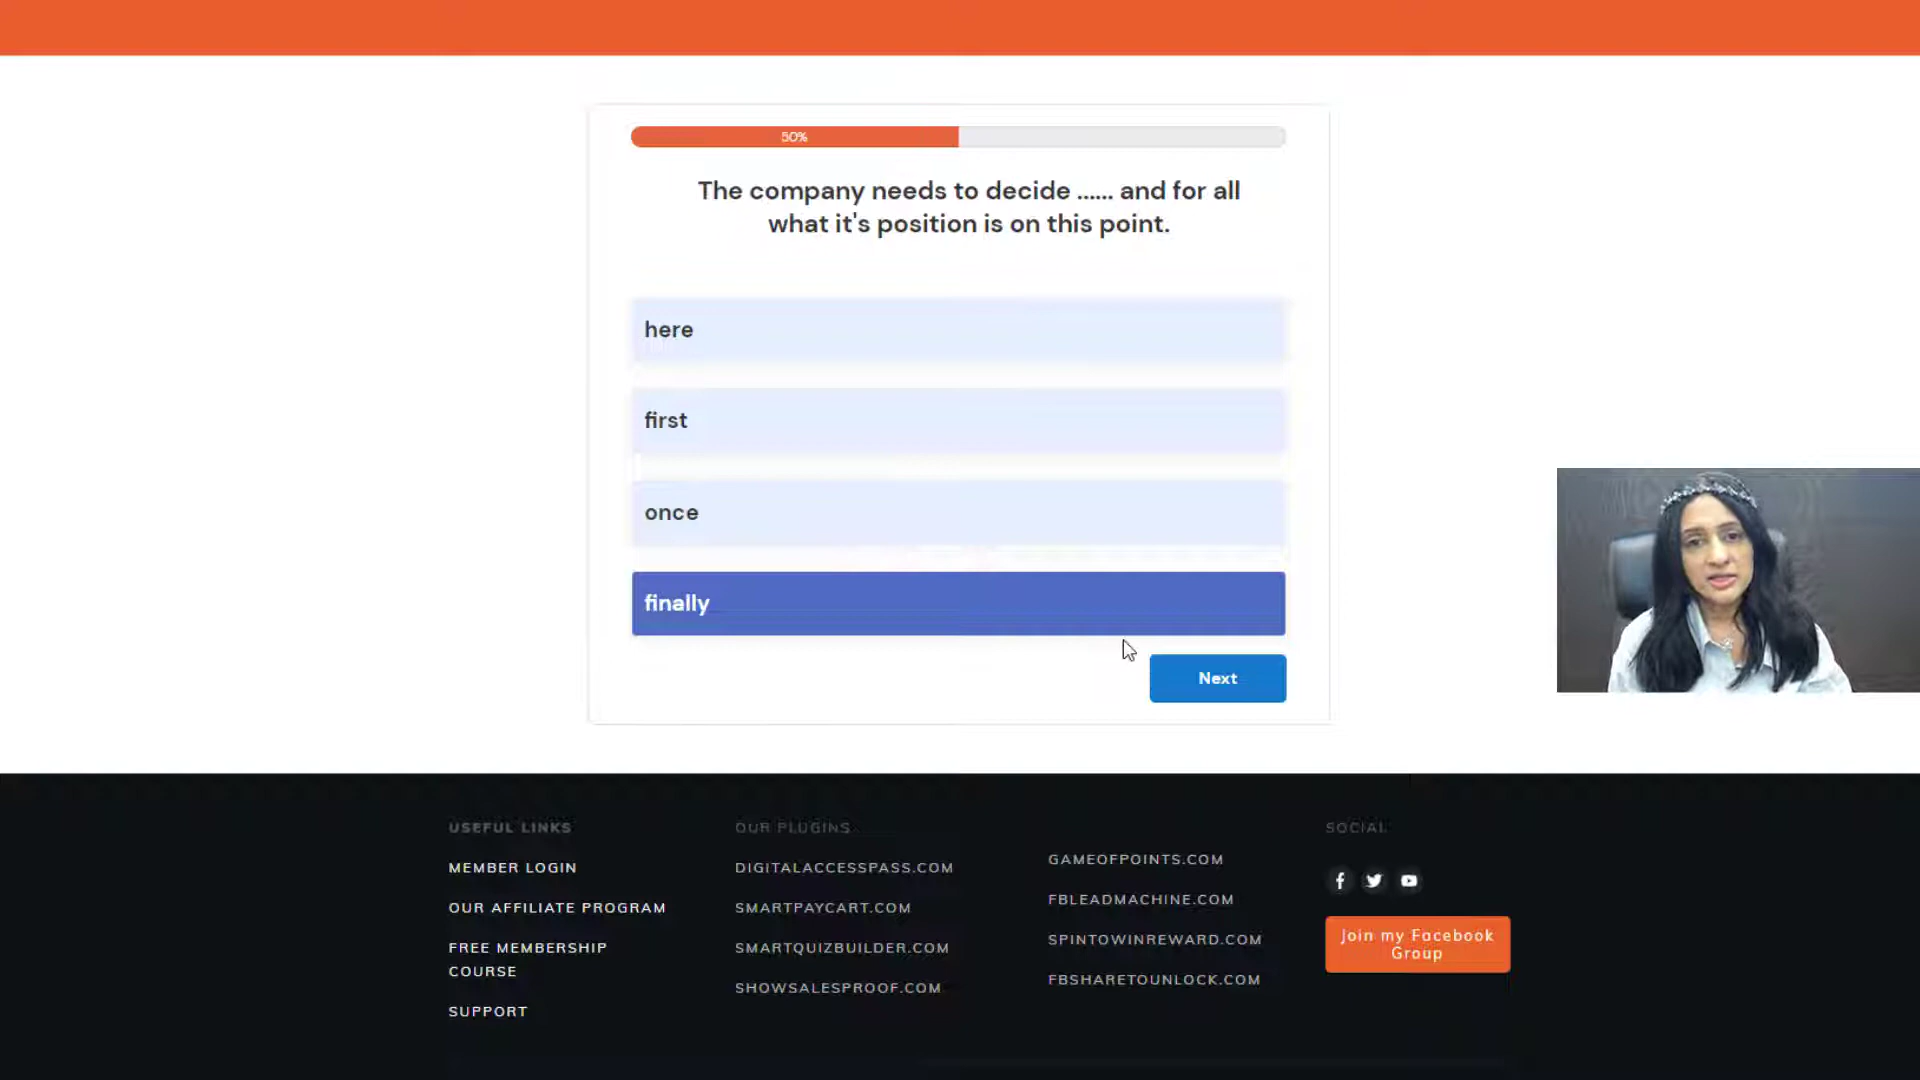 50%
The company needs to decide ...... and for all
what it's position is on this point.
here
first
once
finally
Next
USEFUL LINKS
MEMBER LOGIN
OUR AFFILIATE PROGRAM
FREE MEMBERSHIP
COURSE
SUPPORT
OUR PLUGINS
DIGITALACCESSPASS.COM
SMARTPAYCART.COM
SMARTQUIZBUILDER.COM
SHOWSALESPROOF.COM
GAMEOFPOINTS.COM
FBLEADMACHINE.COM
SPINTOWINREWARD.COM
FBSHARETOUNLOCK.COM
SOCIAL
Join my Facebook
Group